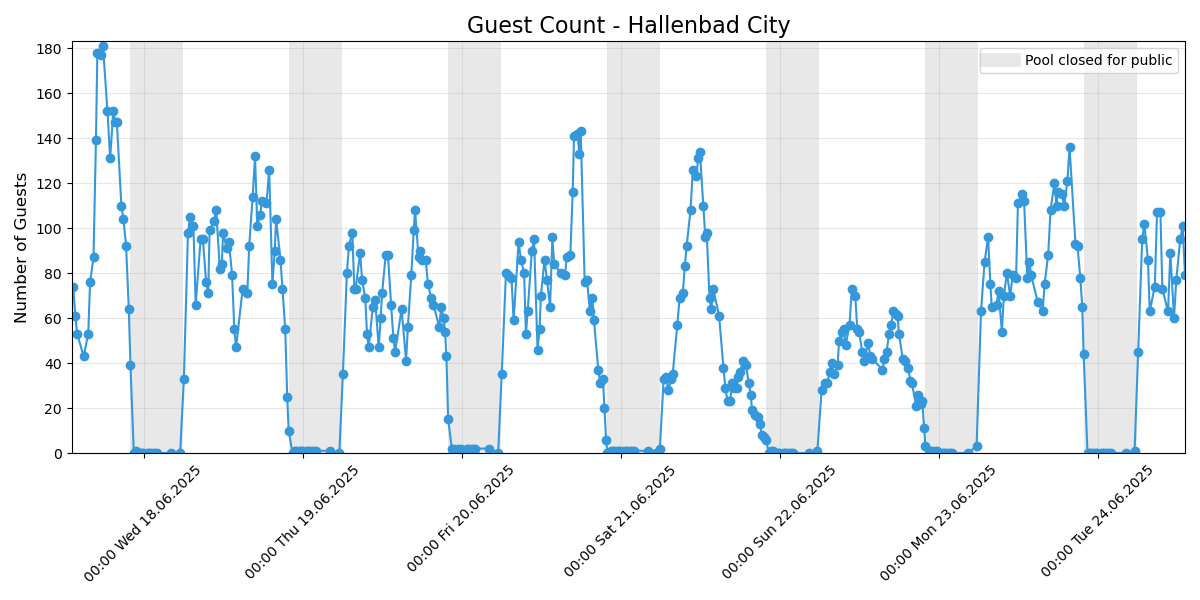 Guest Count - Hallenbad City
Pool closed for public
Number of Guests
180
160
140
120
100
80
60
40
20
0
00:00 Wed 18.06.2025
00:00 Thu 19.06.2025
00:00 Fri 20.06.2025
00:00 Sat 21.06.2025
00:00 Sun 22.06.2025
00:00 Mon 23.06.2025
00:00 Tue 24.06.2025